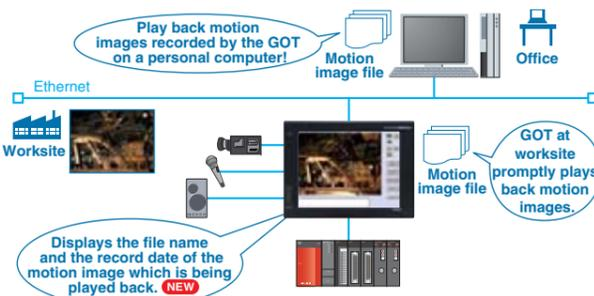 Play back motion
images recorded by the GOT
on a personal computer!
Motion
image file
Office
Ethernet
Worksite
Motion
image file
GOT at
worksite
promptly plays
back motion
images.
Displays the file name
and the record date of the
motion image which is being
played back. NEW